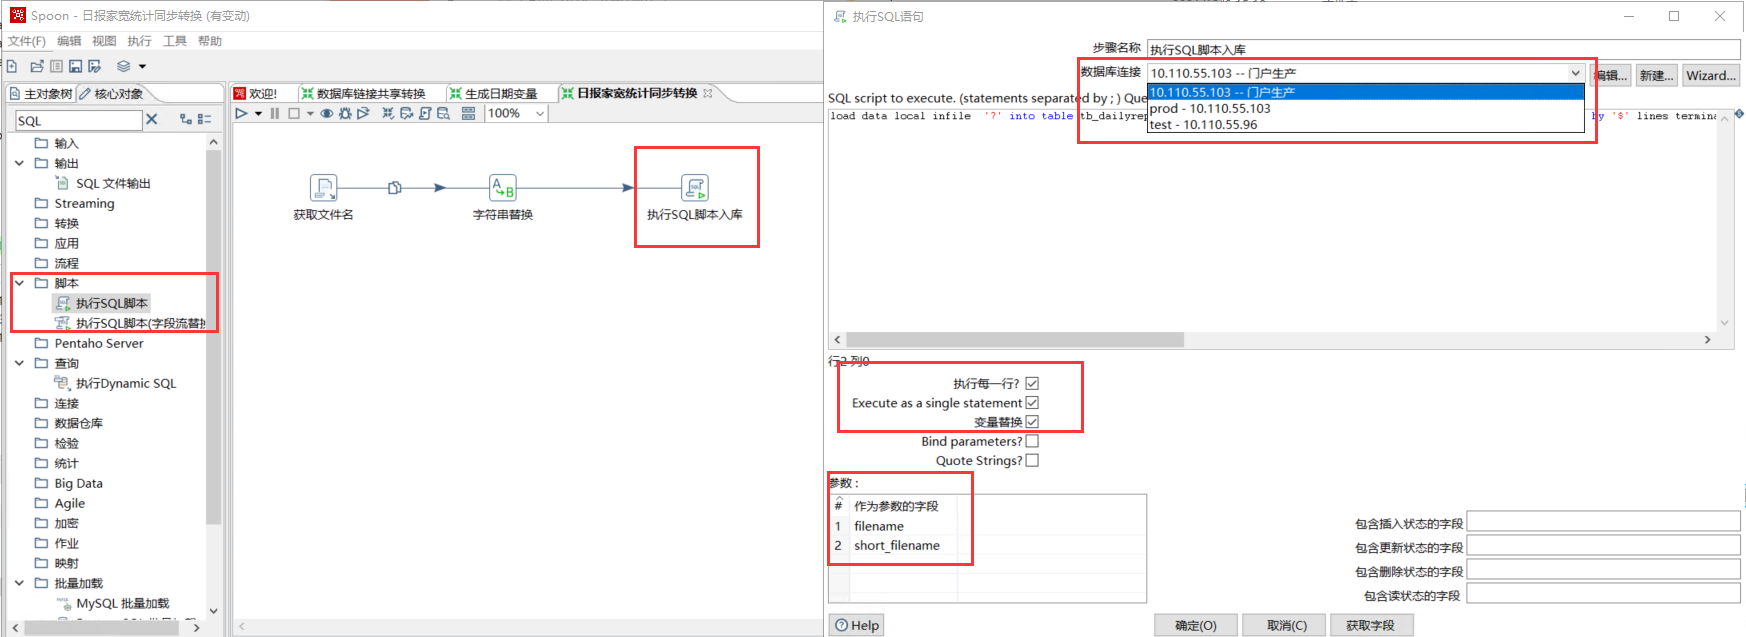 Spoon - 日报家宽统计同步转换 (有变动)
文件(F) 编辑 视图 执行 工具 帮助
主对象树 核心对象
SQL
输入
输出
SQL 文件输出
Streaming
转换
应用
流程
脚本
执行SQL脚本
执行SQL脚本(字段流替换
Pentaho Server
查询
执行Dynamic SQL
连接
数据仓库
检验
统计
Big Data
Agile
加密
作业
映射
批量加载
MySQL 批量加载
欢迎! 数据库链接共享转换 生成日期变量 日报家宽统计同步转换
100%
获取文件名
字符串替换
执行SQL脚本入库
执行SQL语句
步骤名称 执行SQL脚本入库
数据库连接 10.110.55.103 -- 门户生产 编辑... 新建... Wizard...
10.110.55.103 -- 门户生产
prod - 10.110.55.103
test - 10.110.55.96
SQL script to execute. (statements separated by ; ) Que
load data local infile '?' into table tb_dailyrep by '$' lines termina
行2 列0
执行每一行?
Execute as a single statement
变量替换
Bind parameters?
Quote Strings?
参数 :
# 作为参数的字段
1 filename
2 short_filename
包含插入状态的字段
包含更新状态的字段
包含删除状态的字段
包含读状态的字段
Help 确定(O) 取消(C) 获取字段